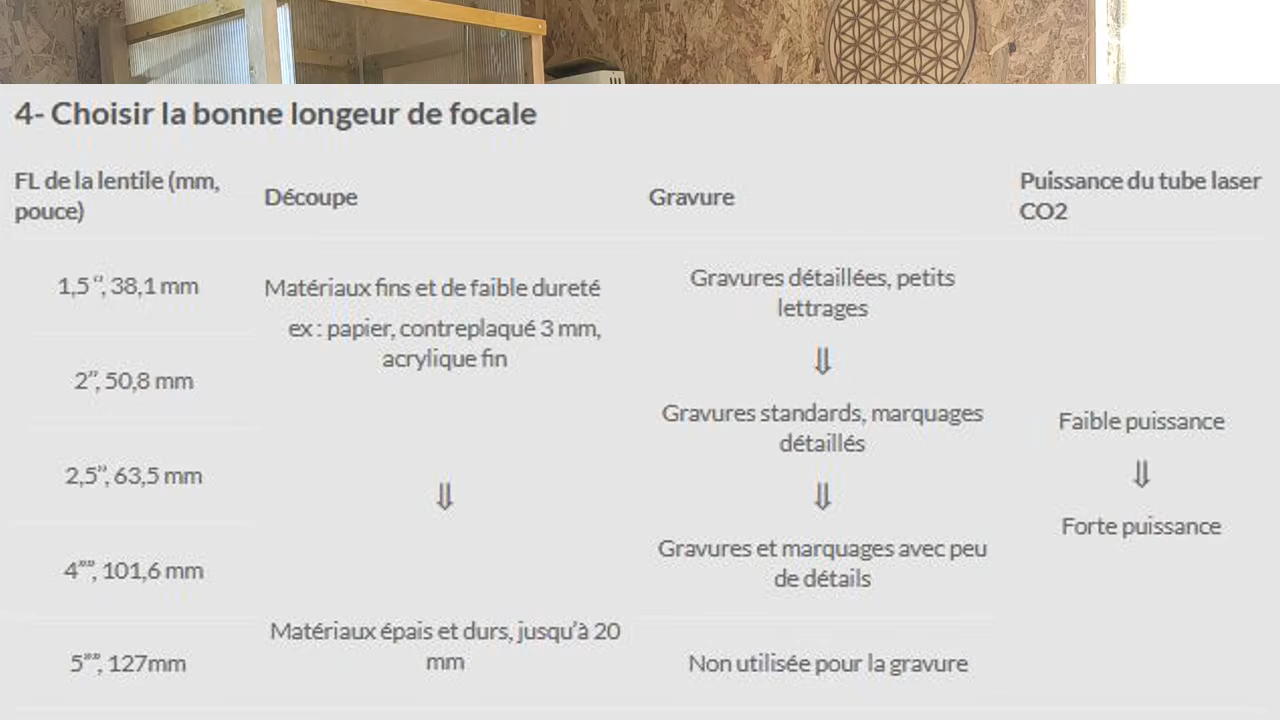 4- Choisir la bonne longeur de focale
FL de la lentile (mm,
pouce)
Découpe
Gravure
Puissance du tube laser
CO2
1,5 ‘’, 38,1 mm
2’’, 50,8 mm
2,5’’, 63,5 mm
4”’’, 101,6 mm
5”’’, 127mm
Matériaux fins et de faible dureté
ex : papier, contreplaqué 3 mm,
acrylique fin
⇓
Matériaux épais et durs, jusqu’à 20
mm
Gravures détaillées, petits
lettrages
⇓
Gravures standards, marquages
détaillés
⇓
Gravures et marquages avec peu
de détails
Non utilisée pour la gravure
Faible puissance
⇓
Forte puissance